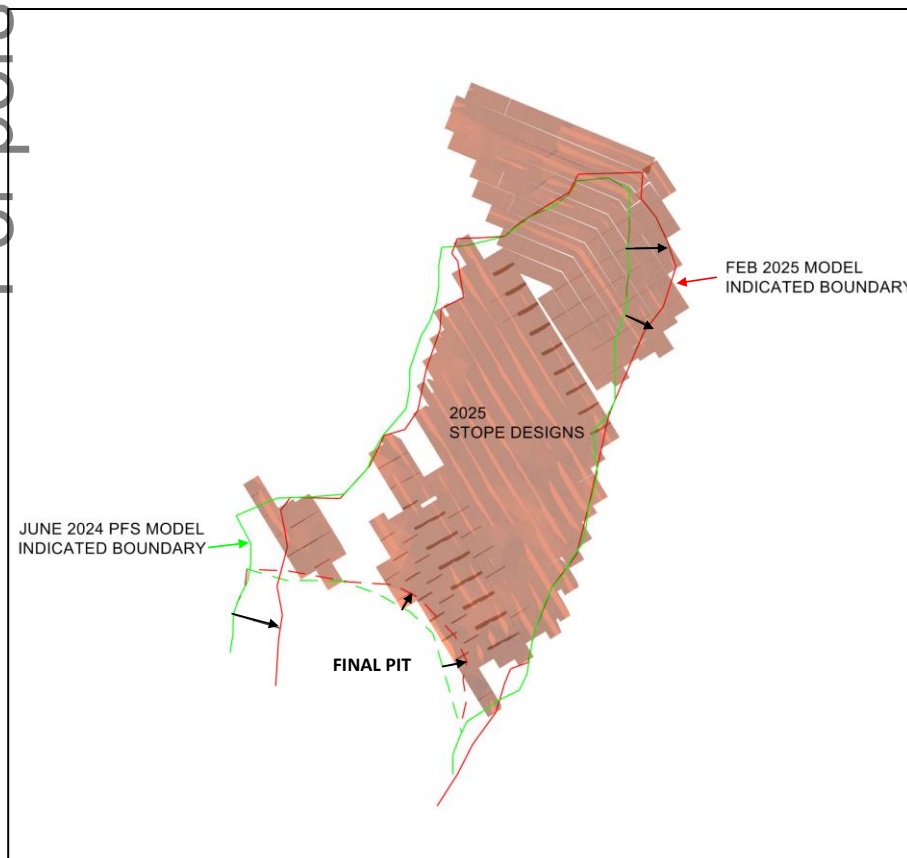 FEB 2025 MODEL
INDICATED BOUNDARY
2025
STOPE DESIGNS
JUNE 2024 PFS MODEL
INDICATED BOUNDARY
FINAL PIT